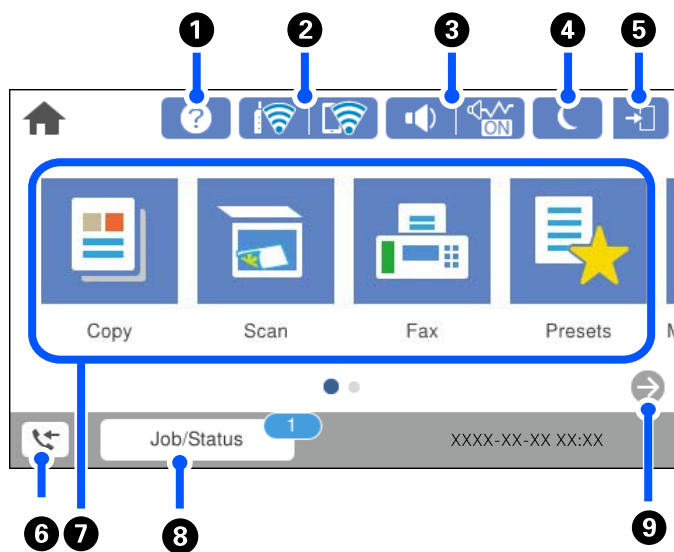 1 2 3 4 5
?
ON
Copy Scan Fax Presets M
Job/Status 1 XXXX-XX-XX XX:XX
6 7 8 9